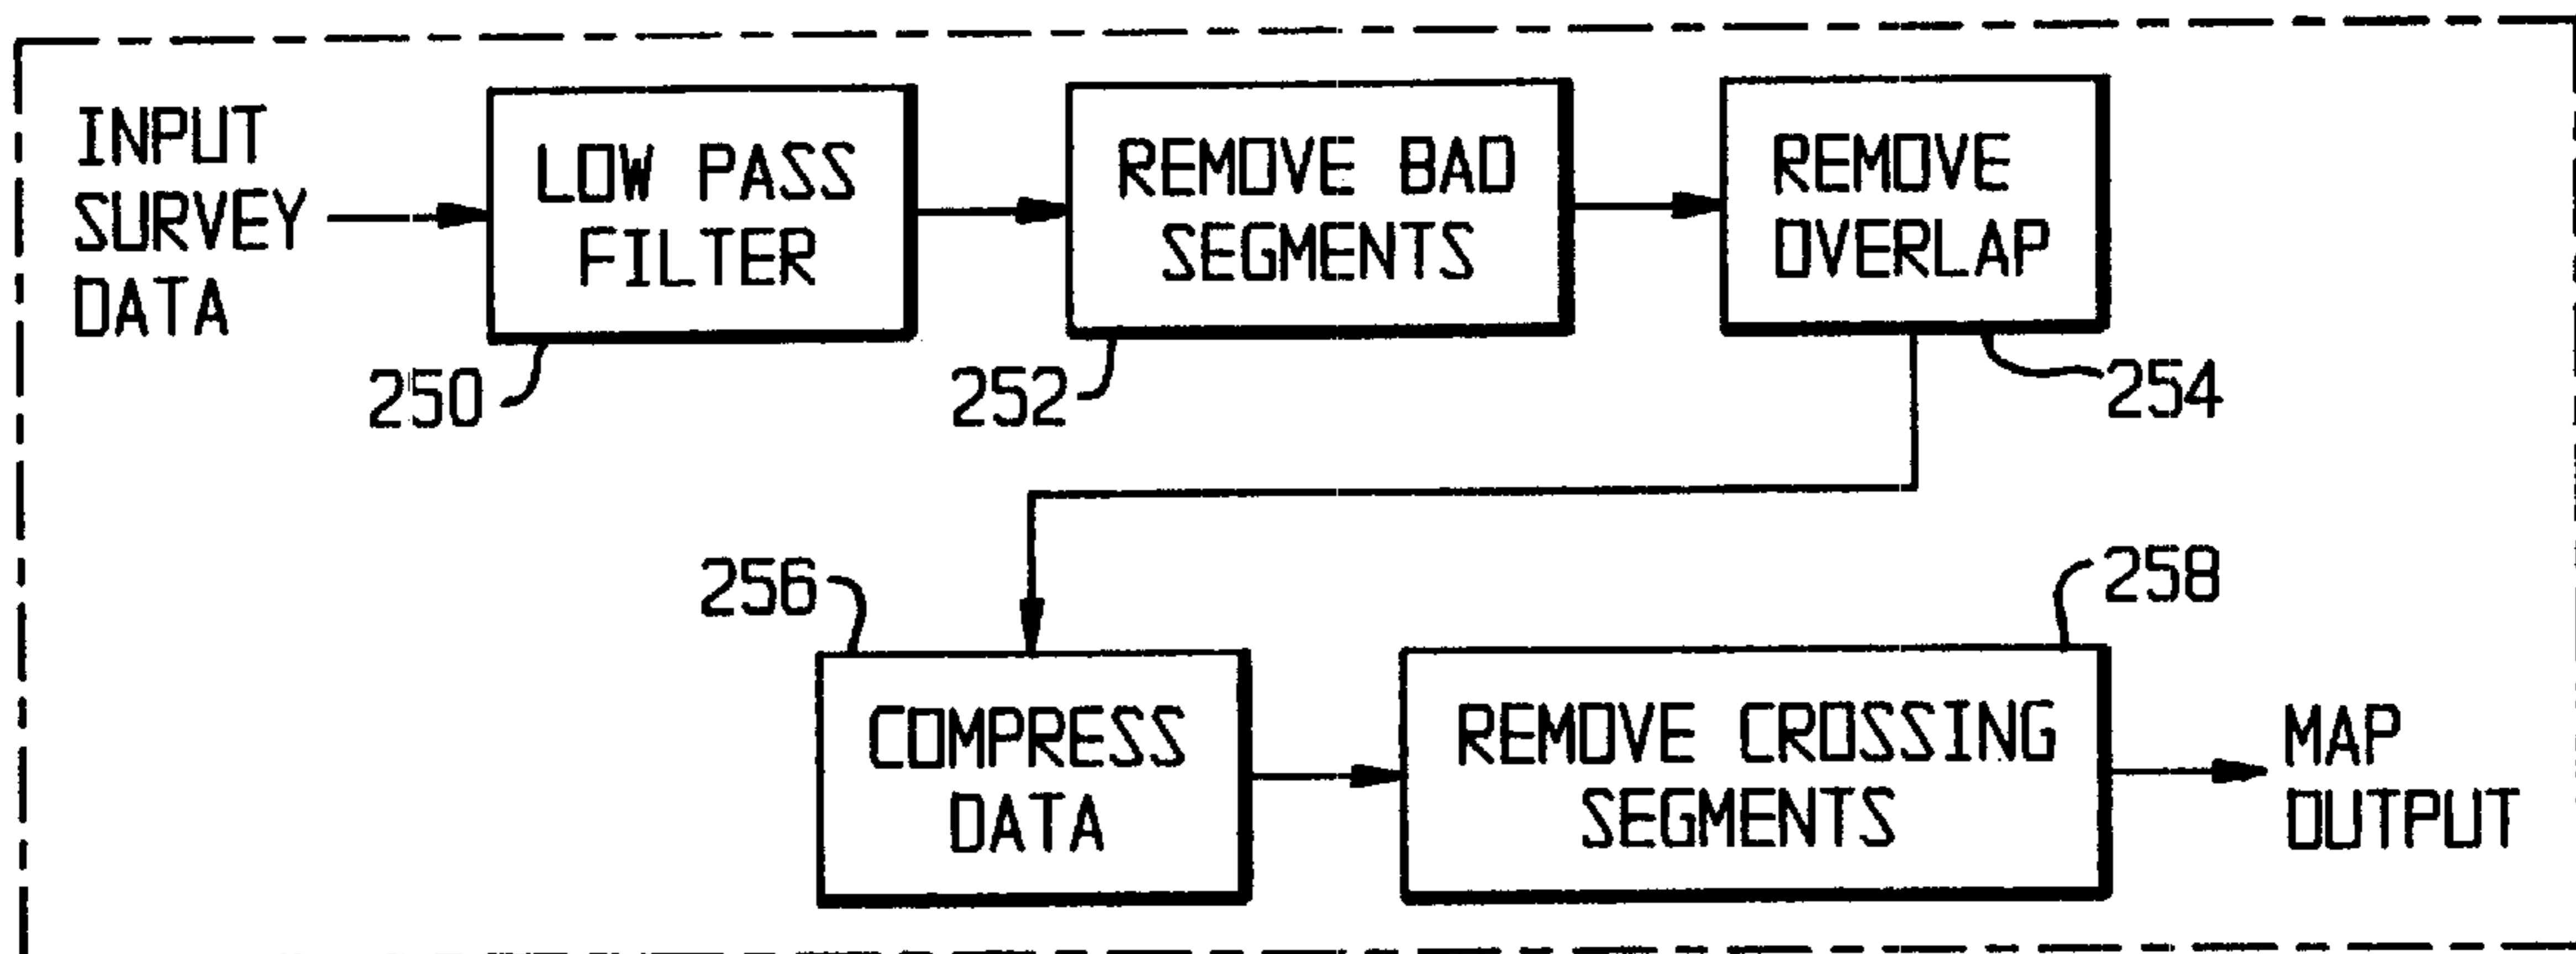 INPUT
SURVEY
DATA
LOW PASS
FILTER
REMOVE BAD
SEGMENTS
REMOVE
OVERLAP
250
252
254
256
258
COMPRESS
DATA
REMOVE CROSSING
SEGMENTS
MAP
OUTPUT